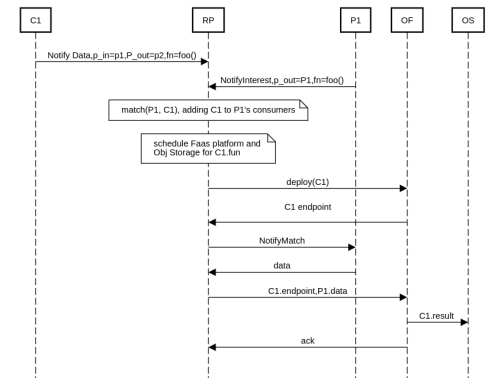 C1
RP
P1
OF
OS
Notify Data,p_in=p1,P_out=p2,fn=foo()
NotifyInterest,p_out=P1,fn=foo()
match(P1, C1), adding C1 to P1's consumers
schedule Faas platform and
Obj Storage for C1.fun
deploy(C1)
C1 endpoint
NotifyMatch
data
C1.endpoint,P1.data
C1.result
ack